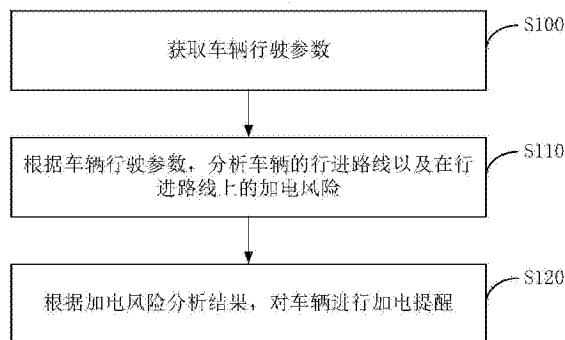 获取车辆行驶参数
S100
根据车辆行驶参数，分析车辆的行进路线以及在行
进路线上的加电风险
S110
根据加电风险分析结果，对车辆进行加电提醒
S120